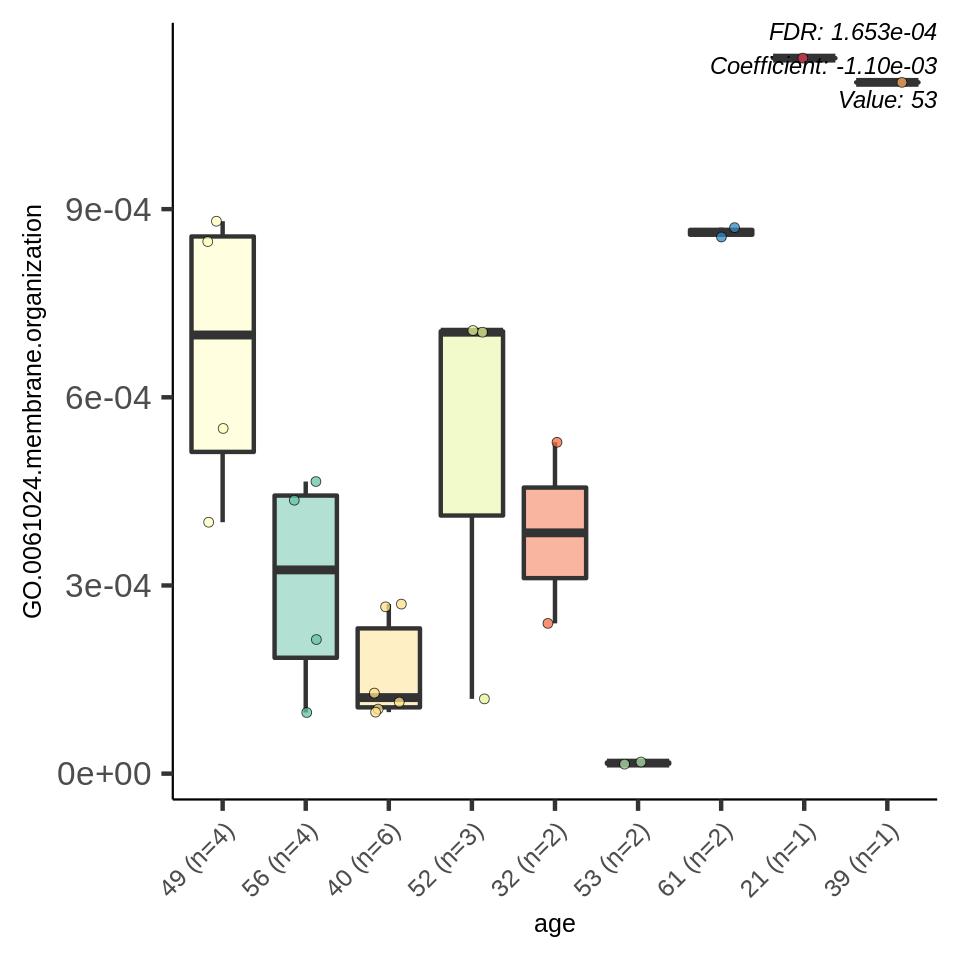 FDR: 1.653e-04
Coefficient: -1.10e-03
Value: 53
GO.0061024.membrane.organization
9e-04
6e-04
3e-04
0e+00
49 (n=4)
56 (n=4)
40 (n=6)
52 (n=3)
32 (n=2)
53 (n=2)
61 (n=2)
21 (n=1)
39 (n=1)
age